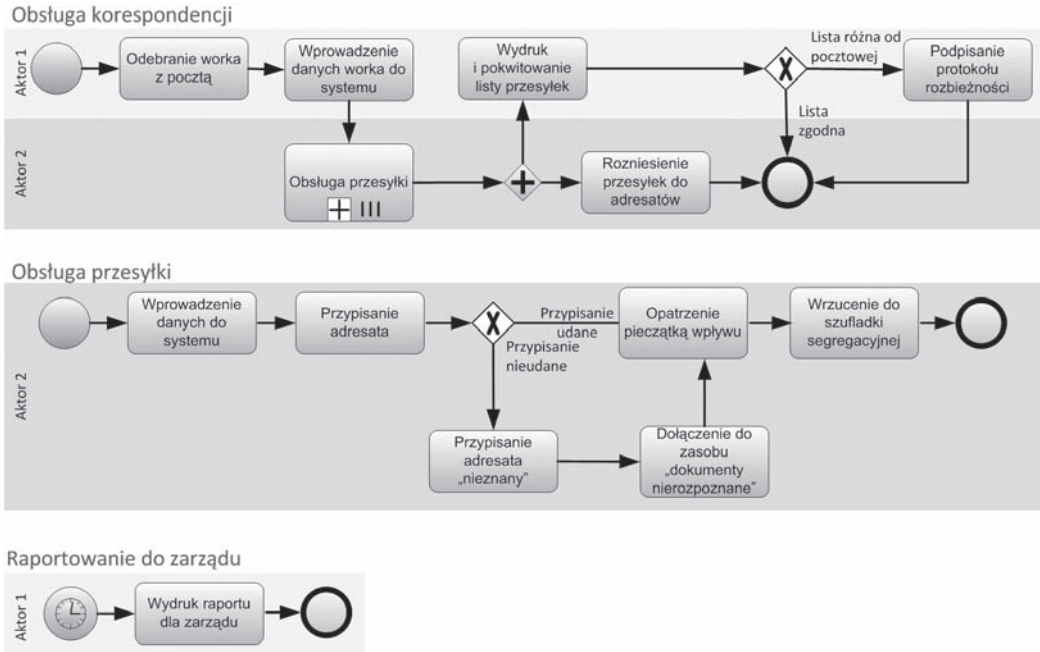 Obsługa korespondencji
Aktor 1
Odebranie worka
z pocztą
Wprowadzenie
danych worka do
systemu
Wydruk
i pokwitowanie
listy przesyłek
Lista różna od
pocztowej
Podpisanie
protokołu
rozbieżności
Lista
zgodna
Aktor 2
Obsługa przesyłki
Rozniesienie
przesyłek do
adresatów
Obsługa przesyłki
Aktor 2
Wprowadzenie
danych do
systemu
Przypisanie
adresata
Przypisanie
udane
Przypisanie
nieudane
Opatrzenie
pieczątką wpływu
Wrzucenie do
szufladki
segregacyjnej
Przypisanie
adresata
„nieznany”
Dołączenie do
zasobu
„dokumenty
nierozpoznane”
Raportowanie do zarządu
Aktor 1
Wydruk raportu
dla zarządu